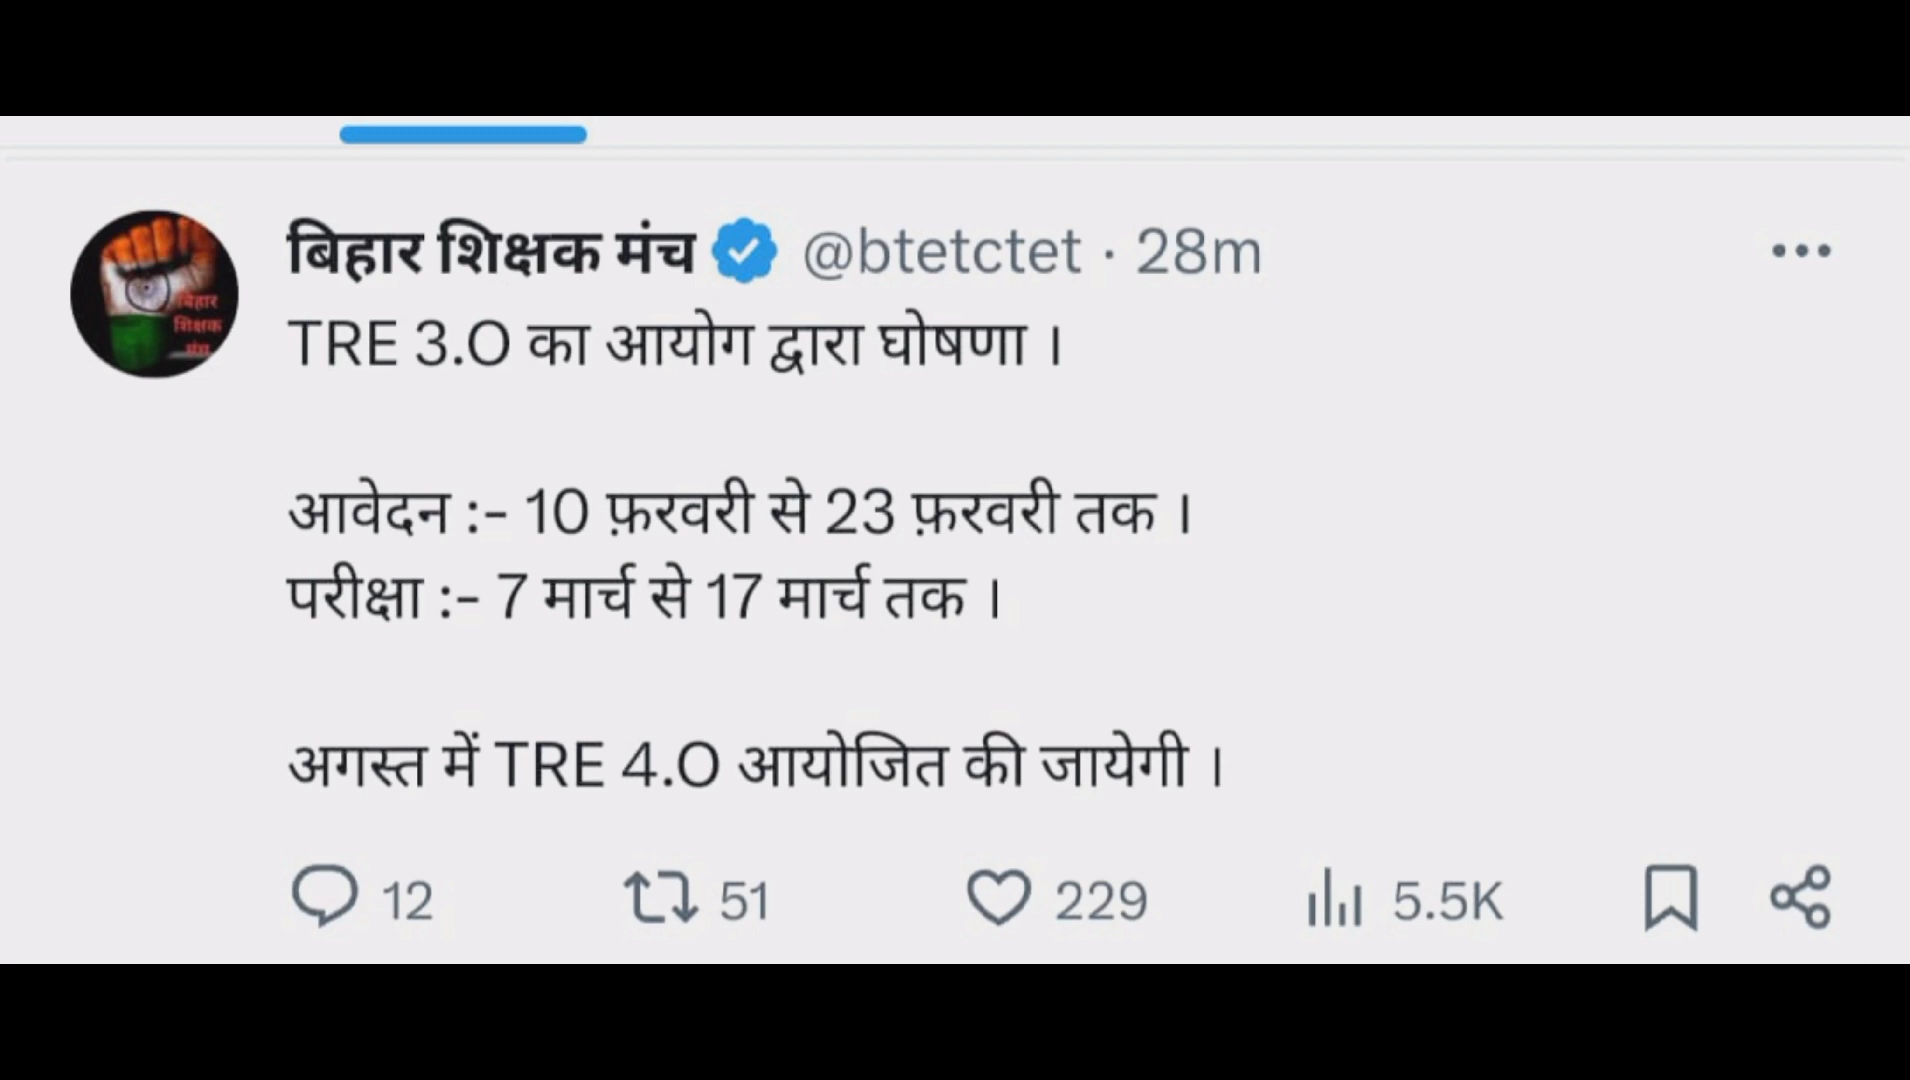 बिहार शिक्षक मंच @btetctet · 28m
बिहार
शिक्षक
मंच
TRE 3.O का आयोग द्वारा घोषणा ।
आवेदन :- 10 फ़रवरी से 23 फ़रवरी तक ।
परीक्षा :- 7 मार्च से 17 मार्च तक ।
अगस्त में TRE 4.O आयोजित की जायेगी ।
12 51 229 5.5K